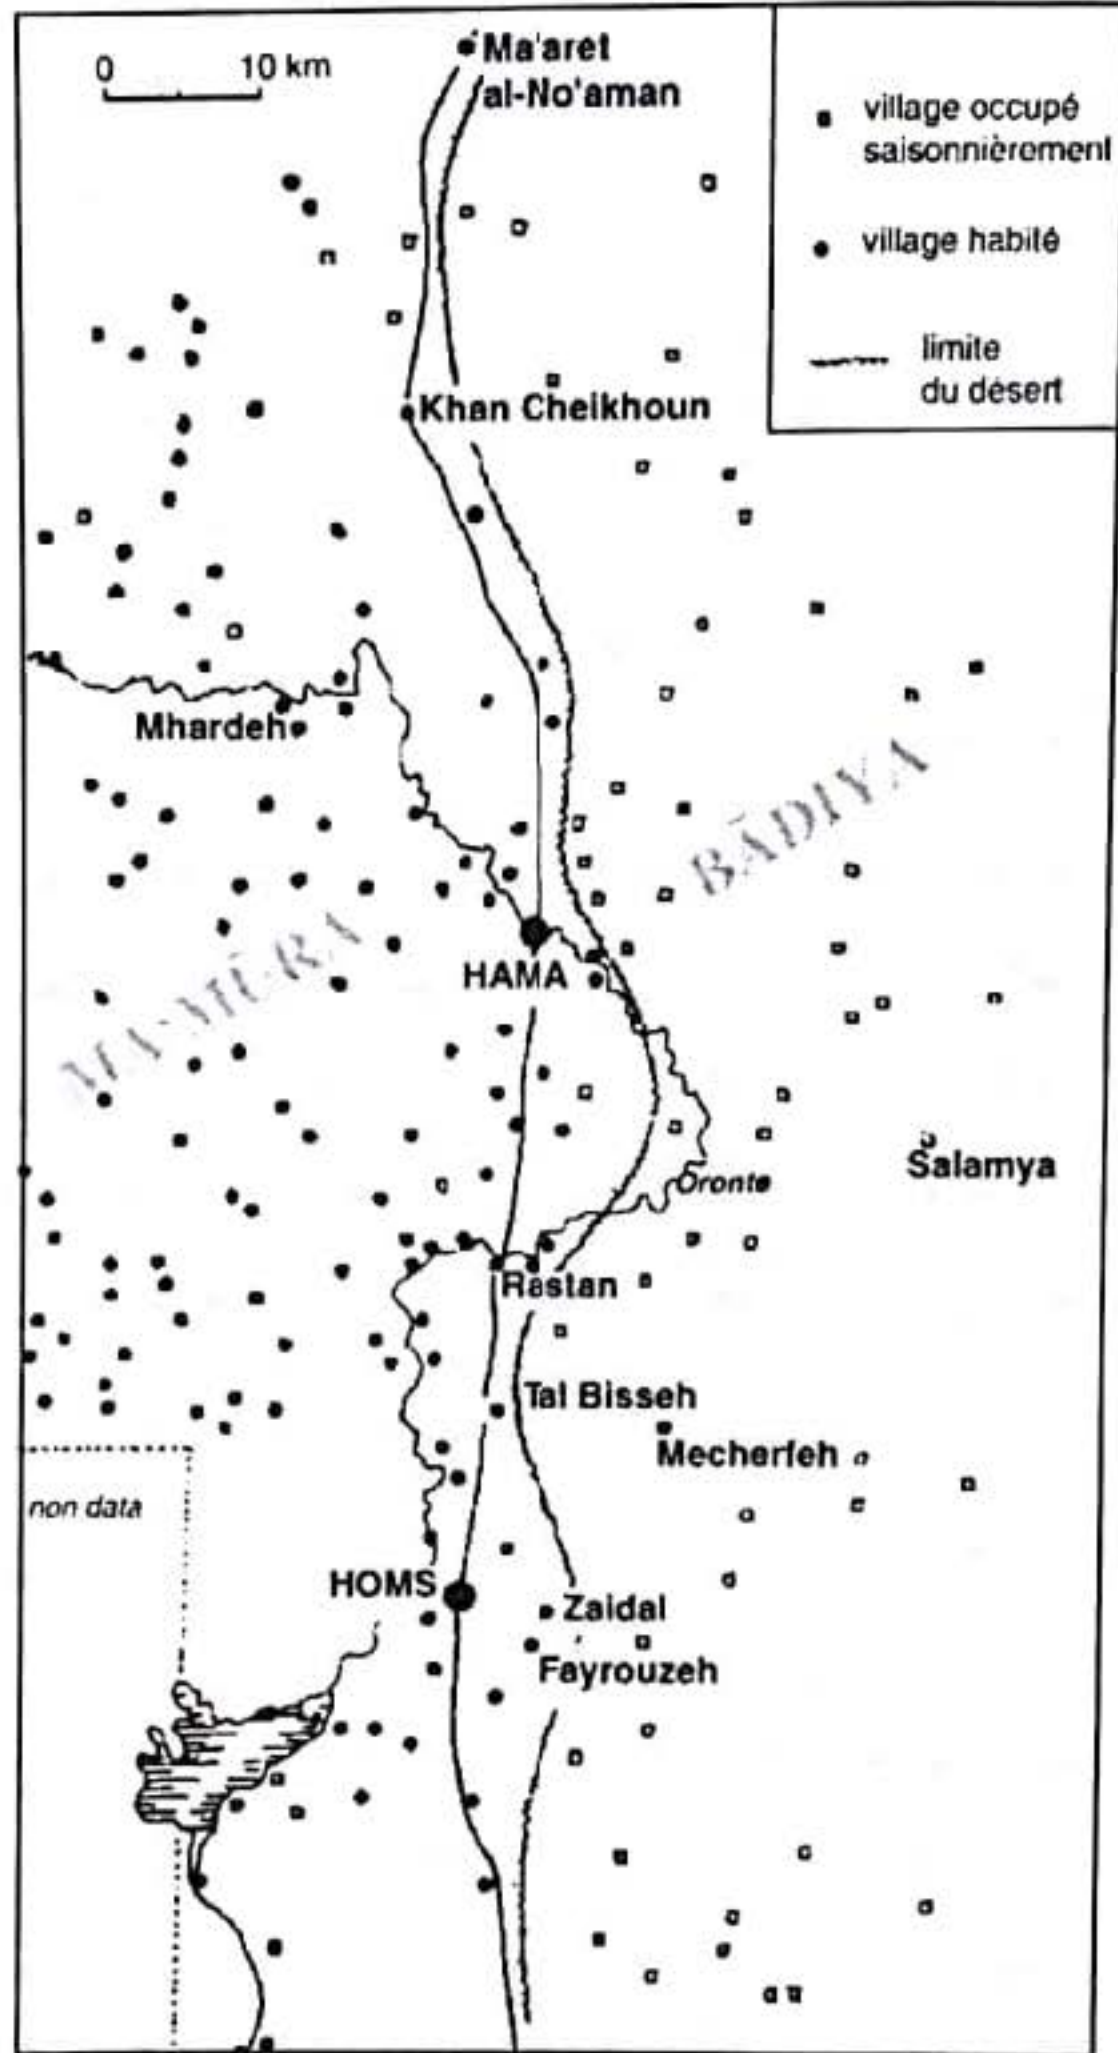 0 10 km
Ma'aret
al-No'aman
village occupé
saisonnièrement
village habité
limite
du désert
Khan Cheikhoun
Mhardeh
BĀDIYA
HAMA
Salamya
Oronte
Rastan
Tal Bisseh
Mecherfeh
non data
HOMS
Zaidal
Fayrouzeh